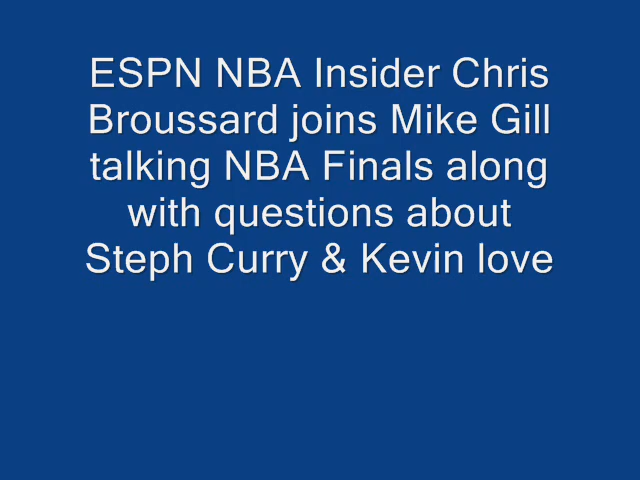 ESPN NBA Insider Chris
Broussard joins Mike Gill
talking NBA Finals along
with questions about
Steph Curry & Kevin love